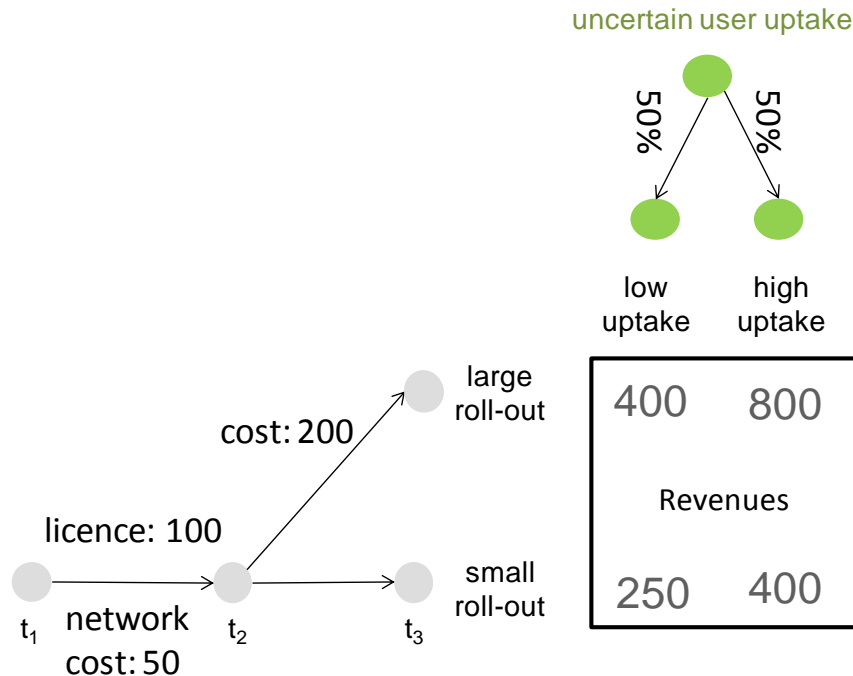 uncertain user uptake
50%
50%
low
uptake
high
uptake
large
roll-out
400
800
cost: 200
Revenues
licence: 100
small
roll-out
250
400
t₁
network
cost: 50
t₂
t₃